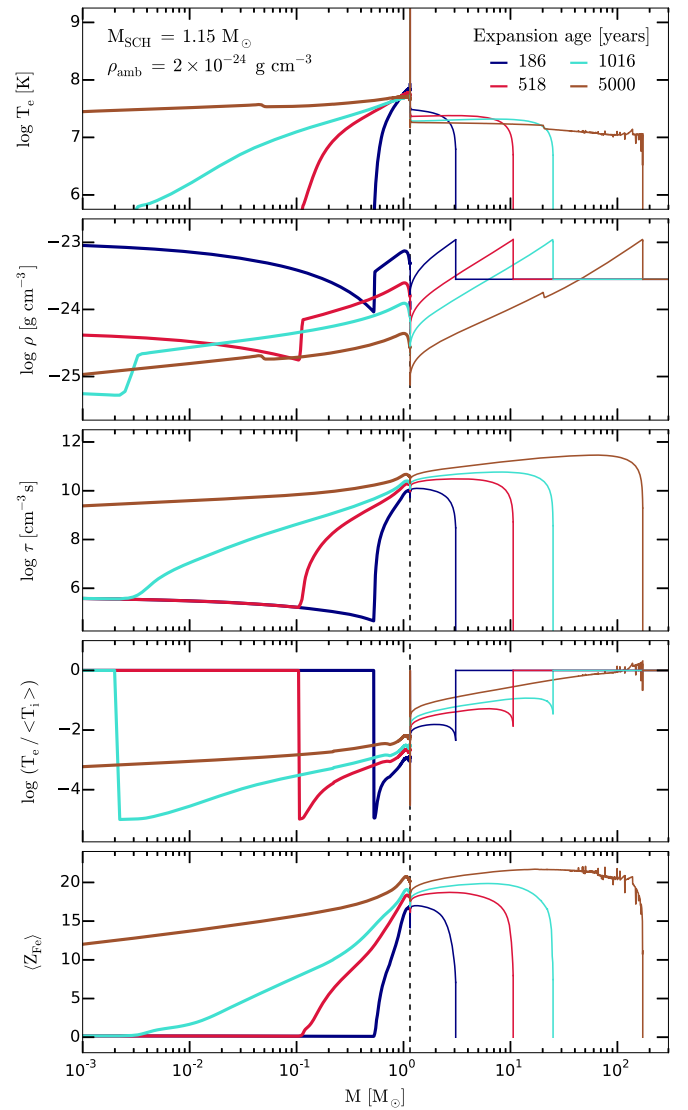 M_SCH = 1.15 M_⊙
ρ_amb = 2 × 10^−24 g cm^−3
Expansion age [years]
186 1016
518 5000
log T_e [K]
9
8
7
6
log ρ [g cm^−3]
−23
−24
−25
log τ [cm^−3 s]
12
10
8
6
log (T_e / <T_i>)
0
−2
−4
⟨Z_Fe⟩
20
15
10
5
0
10^−3 10^−2 10^−1 10^0 10^1 10^2
M [M_⊙]